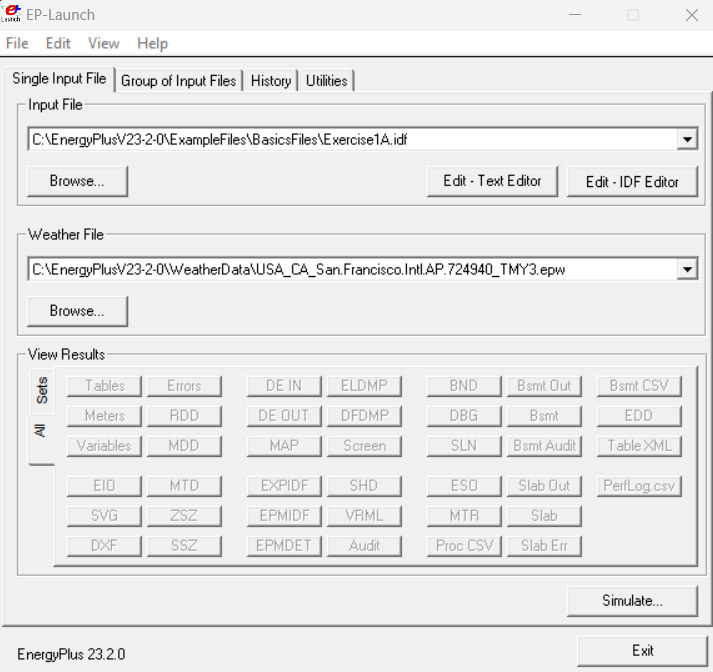 EP-Launch
File Edit View Help
Single Input File Group of Input Files History Utilities
Input File
C:\EnergyPlusV23-2-0\ExampleFiles\BasicsFiles\Exercise1A.idf
Browse... Edit - Text Editor Edit - IDF Editor
Weather File
C:\EnergyPlusV23-2-0\WeatherData\USA_CA_San.Francisco.Intl.AP.724940_TMY3.epw
Browse...
View Results
Sets
All
Tables Errors DE IN ELDMP BND Bsmt Out Bsmt CSV
Meters RDD DE OUT DFDMP DBG Bsmt EDD
Variables MDD MAP Screen SLN Bsmt Audit Table XML
EIO MTD EXPIDF SHD ESO Slab Out PerfLog.csv
SVG ZSZ EPMIDF VRML MTR Slab
DXF SSZ EPMDET Audit Proc CSV Slab Err
Simulate...
EnergyPlus 23.2.0 Exit